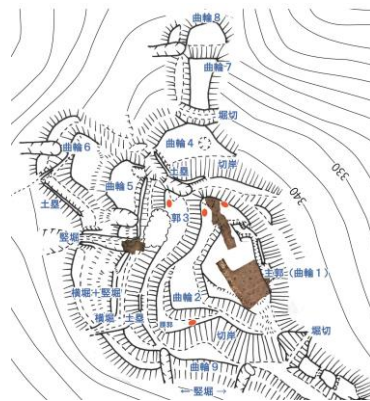 曲輪8
曲輪7
堀切
曲輪4
切岸
曲輪6
土塁
曲輪5
330
340
土塁
郭3
竪堀
主郭(曲輪1)
横堀+竪堀
曲輪2
横堀
土塁
切岸
堀切
曲輪9
←竪堀→